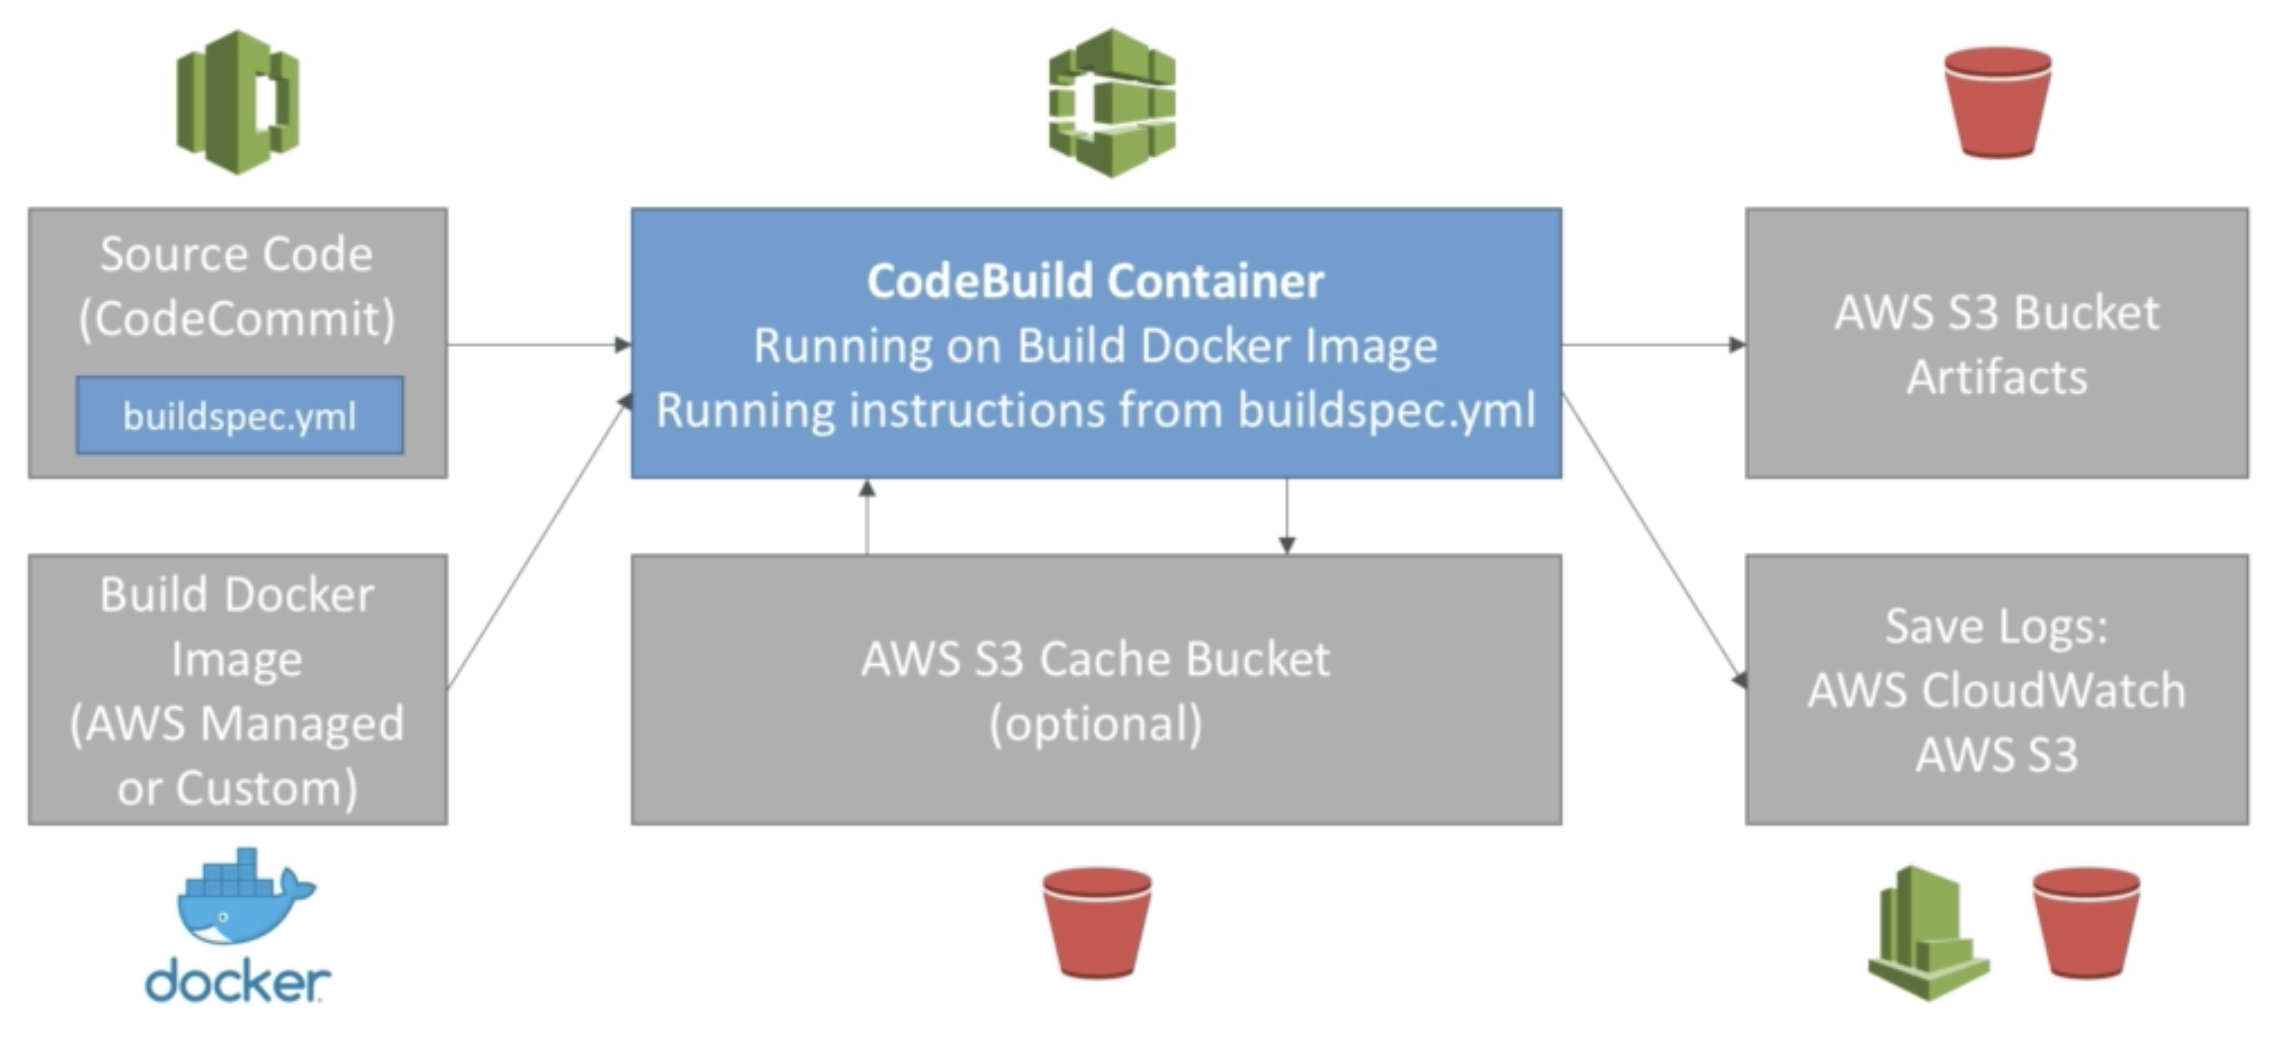 Source Code
(CodeCommit)
buildspec.yml
CodeBuild Container
Running on Build Docker Image
Running instructions from buildspec.yml
AWS S3 Bucket
Artifacts
Build Docker
Image
(AWS Managed
or Custom)
AWS S3 Cache Bucket
(optional)
Save Logs:
AWS CloudWatch
AWS S3
docker